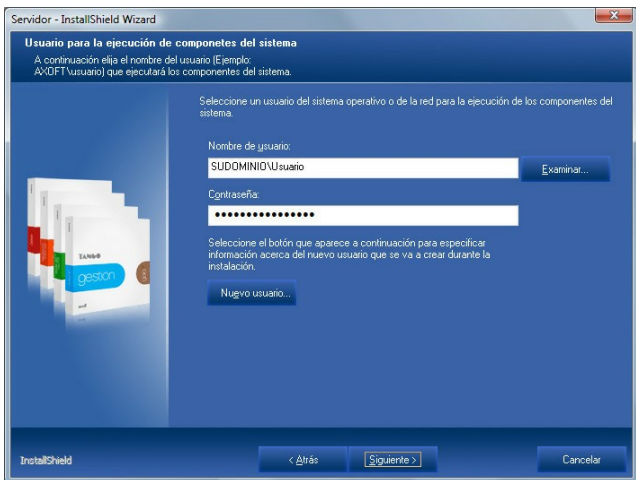 Servidor - InstallShield Wizard
Usuario para la ejecución de componetes del sistema
A continuación elija el nombre del usuario (Ejemplo:
AXOFT\usuario) que ejecutará los componentes del sistema.
Seleccione un usuario del sistema operativo o de la red para la ejecución de los componentes del
sistema.
Nombre de usuario:
SUDOMINIO\Usuario
Examinar...
Contraseña:
Seleccione el botón que aparece a continuación para especificar
información acerca del nuevo usuario que se va a crear durante la
instalación.
Nuevo usuario...
TANGO
gestion
InstallShield
< Atrás
Siguiente >
Cancelar